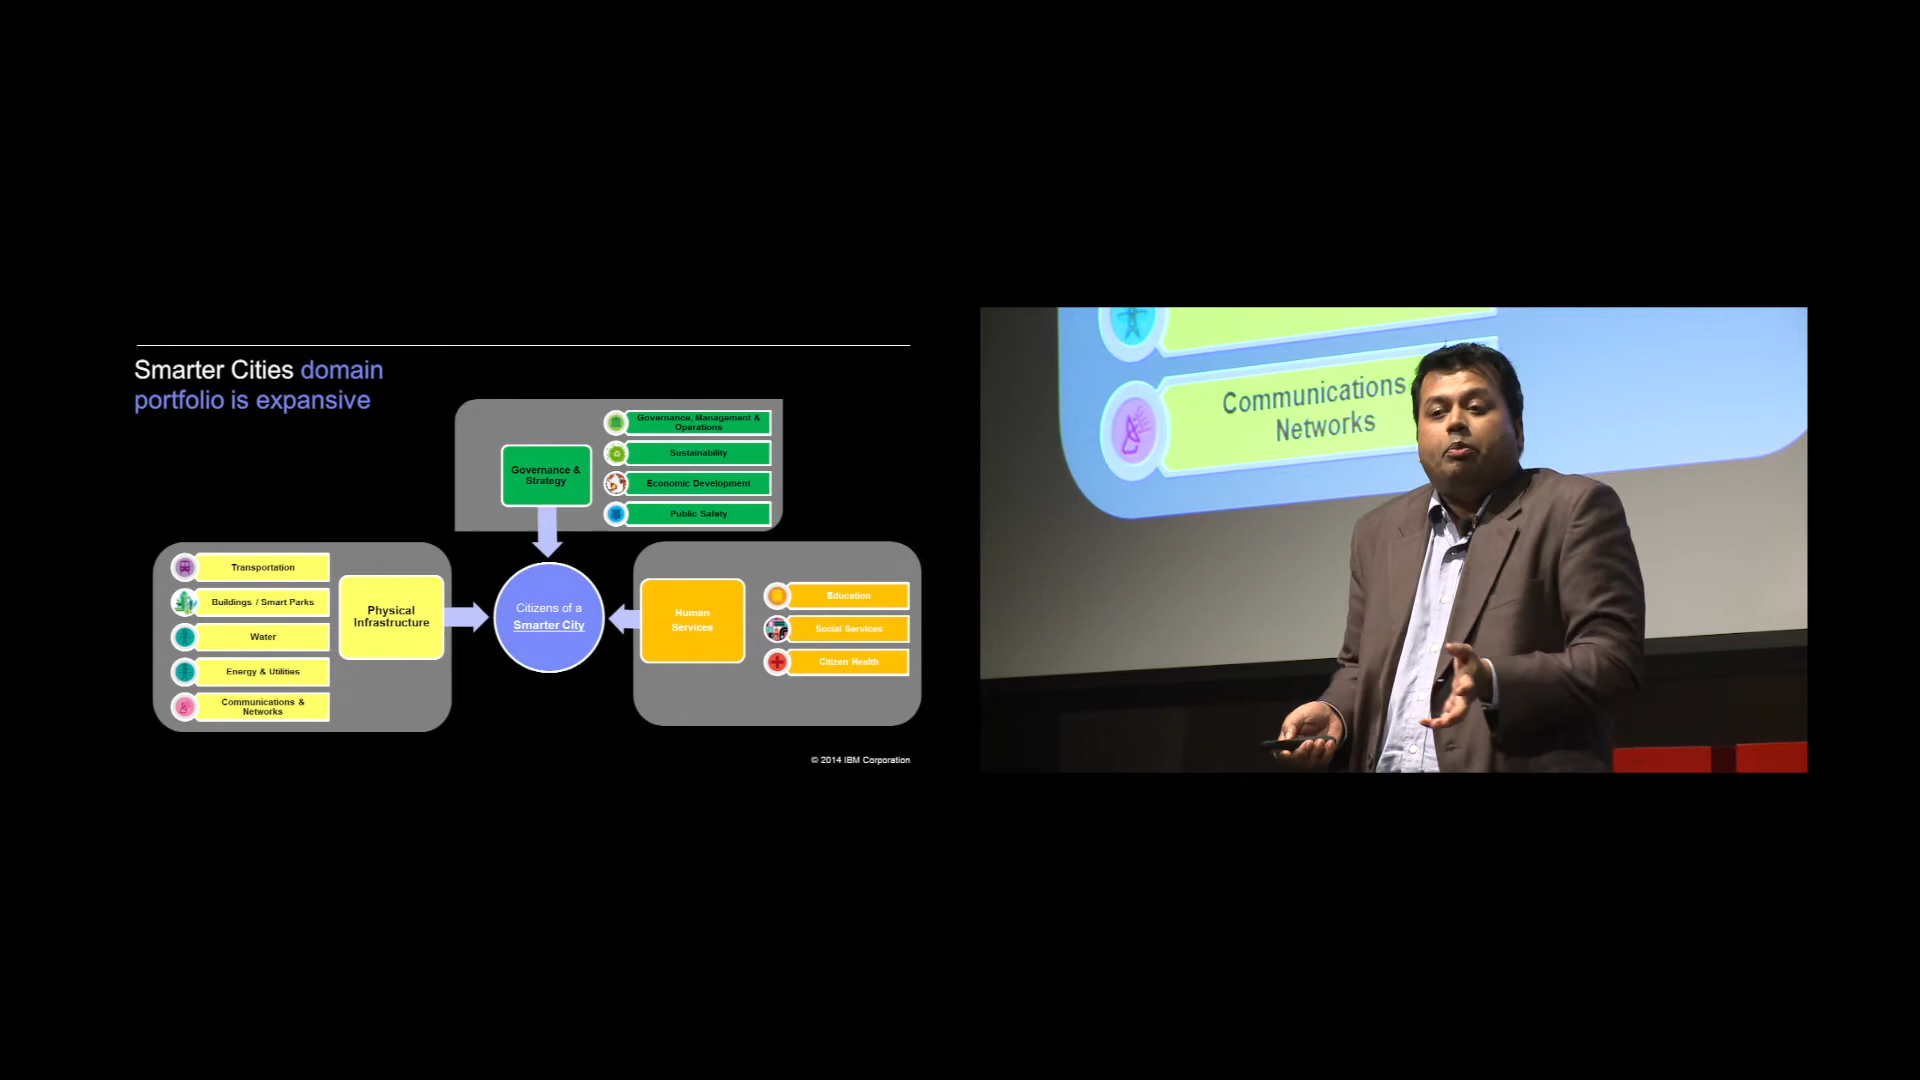 Smarter Cities domain
portfolio is expansive
Governance &
Strategy
Governance, Management &
Operations
Sustainability
Economic Development
Public Safety
Transportation
Buildings / Smart Parks
Water
Energy & Utilities
Communications &
Networks
Physical
Infrastructure
Citizens of a
Smarter City
Human
Services
Education
Social Services
Citizen Health
© 2014 IBM Corporation
Communications
Networks